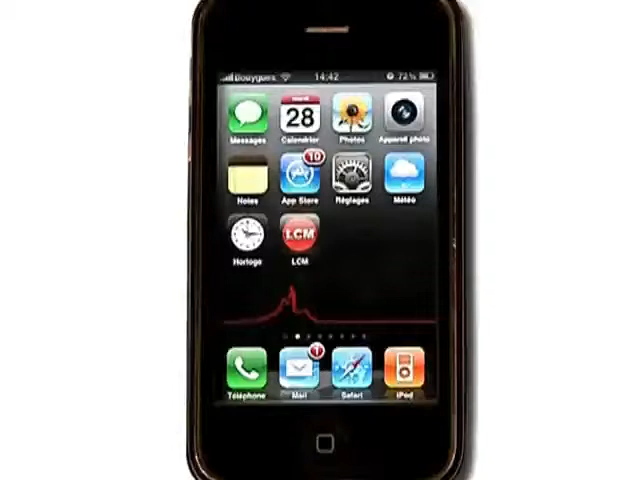 Bouygues 14:42 72%
28
Messages Calendrier Photos Appareil photo
10
Notes App Store Réglages Météo
LCM
Horloge LCM
1
Téléphone Mail Safari iPod